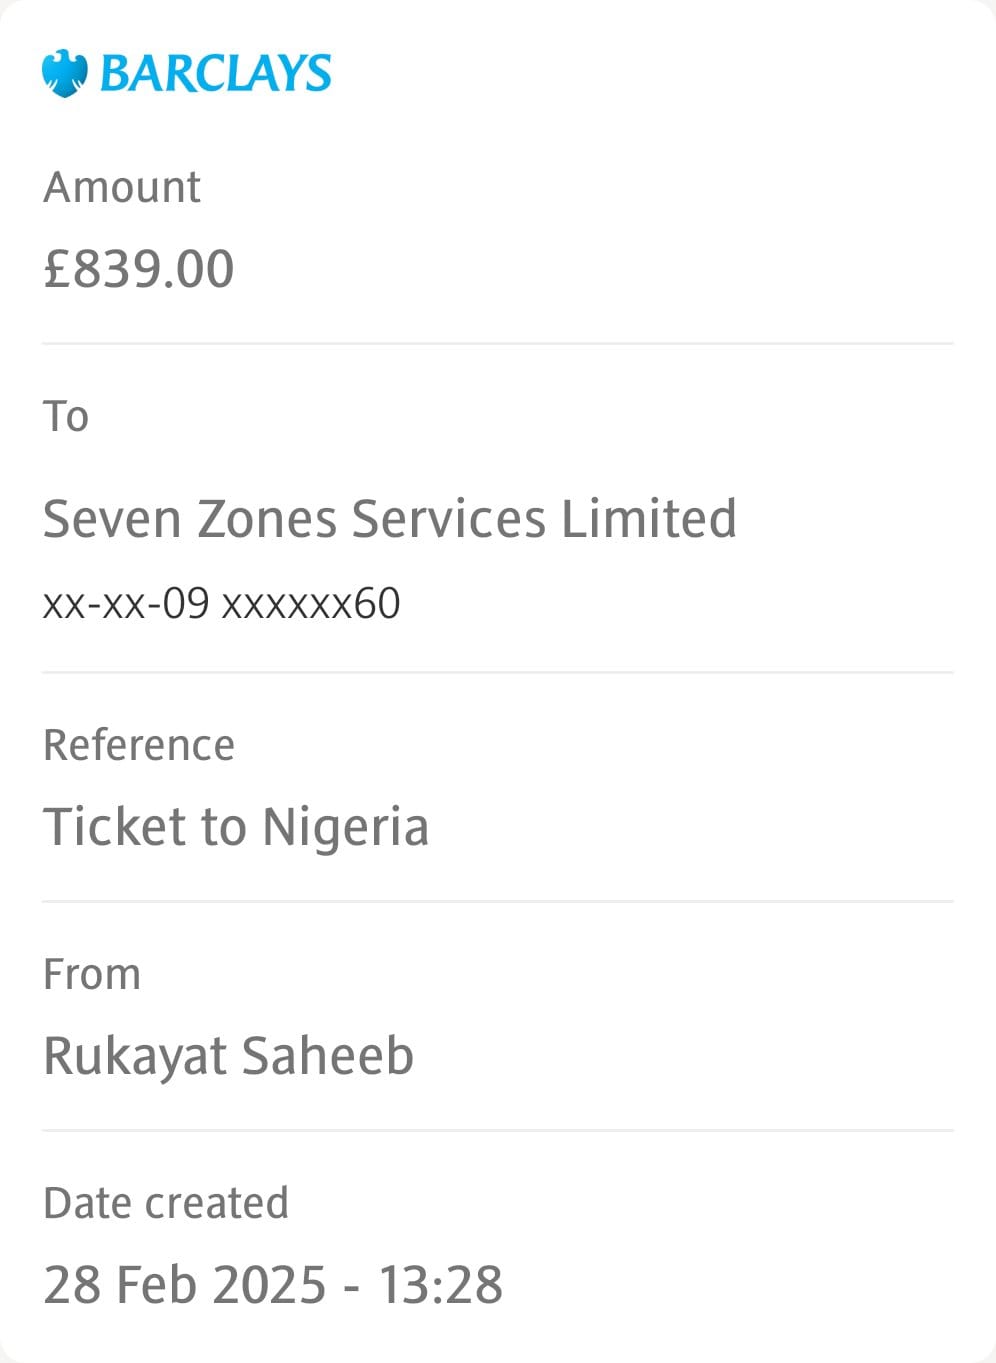 BARCLAYS
Amount
£839.00
To
Seven Zones Services Limited
xx-xx-09 xxxxxx60
Reference
Ticket to Nigeria
From
Rukayat Saheeb
Date created
28 Feb 2025 - 13:28